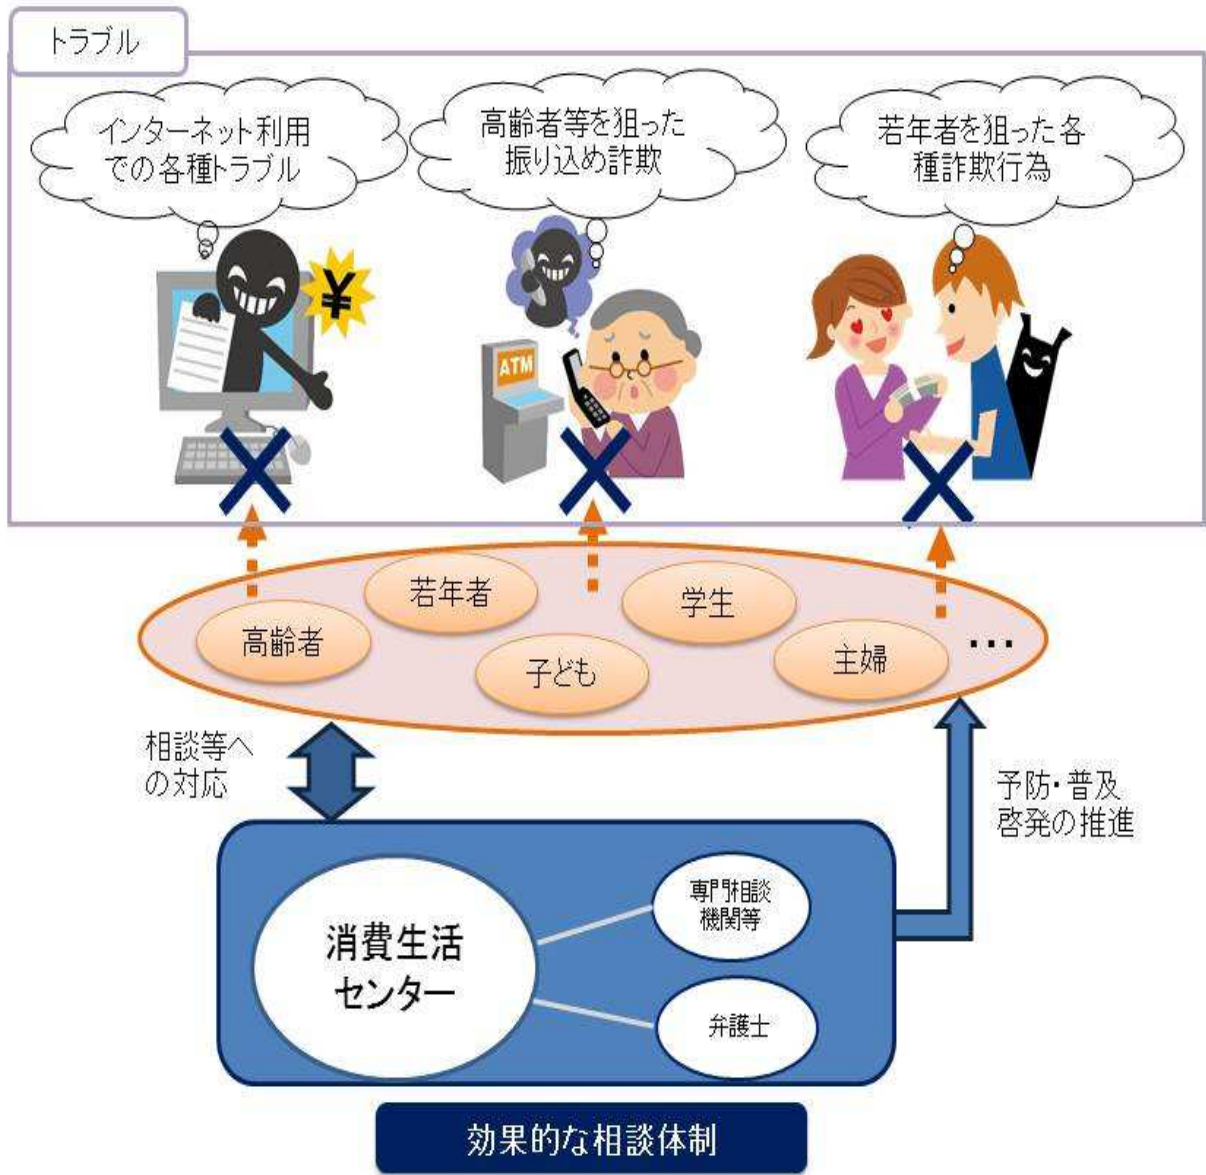 トラブル
インターネット利用
での各種トラブル
高齢者等を狙った
振り込め詐欺
若年者を狙った各
種詐欺行為
¥
ATM
若年者
学生
高齢者
子ども
主婦
…
相談等へ
の対応
予防・普及
啓発の推進
消費生活
センター
専門相談
機関等
弁護士
効果的な相談体制